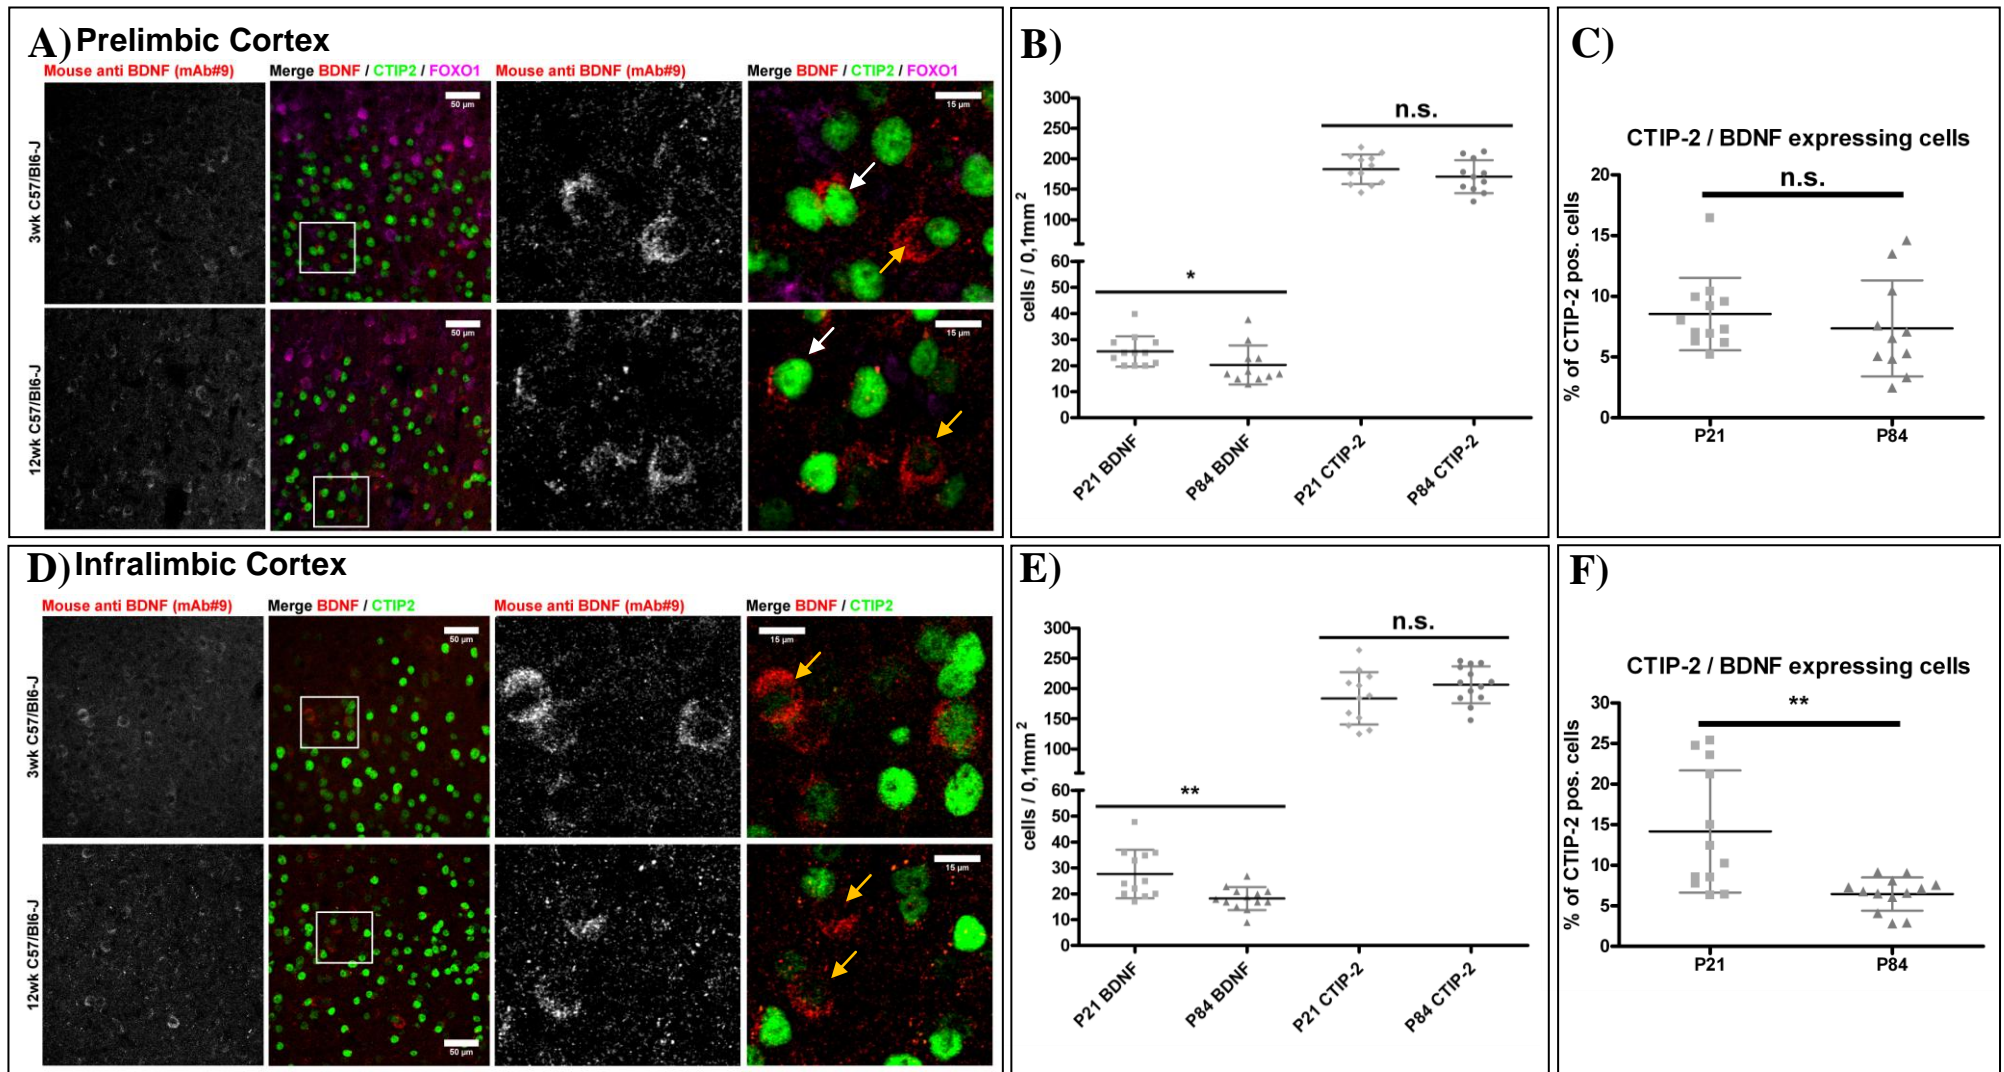 A) Prelimbic Cortex
Mouse anti BDNF (mAb#9)
Merge BDNF / CTIP2 / FOXO1
Mouse anti BDNF (mAb#9)
Merge BDNF / CTIP2 / FOXO1
3wk C57/Bl6-J
50 µm
15 µm
12wk C57/Bl6-J
50 µm
15 µm
B)
cells / 0,1mm²
300
250
200
150
100
60
50
40
30
20
10
0
*
n.s.
P21 BDNF
P84 BDNF
P21 CTIP-2
P84 CTIP-2
C)
CTIP-2 / BDNF expressing cells
n.s.
% of CTIP-2 pos. cells
20
15
10
5
0
P21
P84
D) Infralimbic Cortex
Mouse anti BDNF (mAb#9)
Merge BDNF / CTIP2
Mouse anti BDNF (mAb#9)
Merge BDNF / CTIP2
3wk C57/Bl6-J
50 µm
15 µm
12wk C57/Bl6-J
50 µm
15 µm
E)
cells / 0,1mm²
300
250
200
150
100
60
50
40
30
20
10
0
**
n.s.
P21 BDNF
P84 BDNF
P21 CTIP-2
P84 CTIP-2
F)
CTIP-2 / BDNF expressing cells
**
% of CTIP-2 pos. cells
30
25
20
15
10
5
0
P21
P84